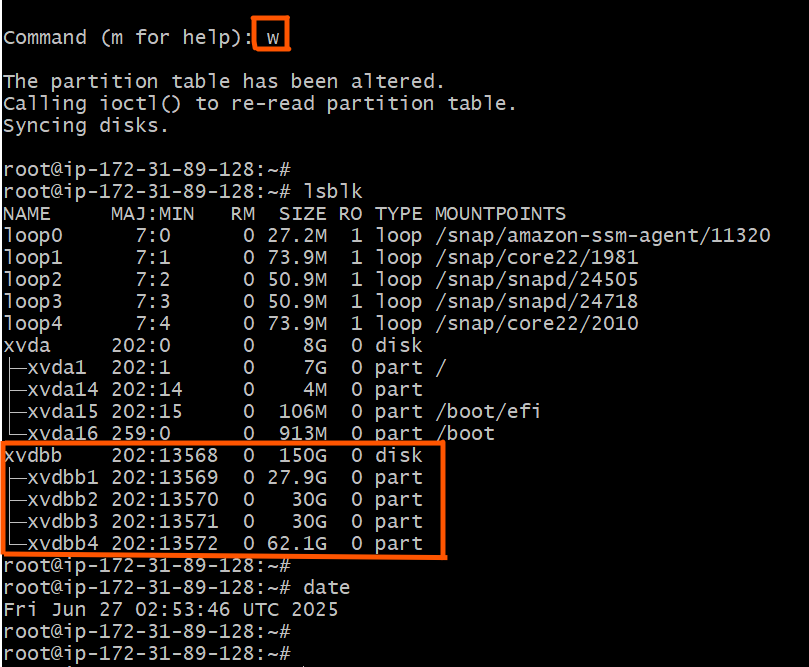 Command (m for help): w
The partition table has been altered.
Calling ioctl() to re-read partition table.
Syncing disks.
root@ip-172-31-89-128:~#
root@ip-172-31-89-128:~# lsblk
NAME      MAJ:MIN   RM  SIZE RO TYPE MOUNTPOINTS
loop0       7:0      0 27.2M  1 loop /snap/amazon-ssm-agent/11320
loop1       7:1      0 73.9M  1 loop /snap/core22/1981
loop2       7:2      0 50.9M  1 loop /snap/snapd/24505
loop3       7:3      0 50.9M  1 loop /snap/snapd/24718
loop4       7:4      0 73.9M  1 loop /snap/core22/2010
xvda      202:0      0    8G  0 disk
├─xvda1   202:1      0    7G  0 part /
├─xvda14  202:14     0    4M  0 part
├─xvda15  202:15     0  106M  0 part /boot/efi
└─xvda16  259:0      0  913M  0 part /boot
xvdbb     202:13568  0  150G  0 disk
├─xvdbb1  202:13569  0 27.9G  0 part
├─xvdbb2  202:13570  0   30G  0 part
├─xvdbb3  202:13571  0   30G  0 part
└─xvdbb4  202:13572  0 62.1G  0 part
root@ip-172-31-89-128:~#
root@ip-172-31-89-128:~# date
Fri Jun 27 02:53:46 UTC 2025
root@ip-172-31-89-128:~#
root@ip-172-31-89-128:~#